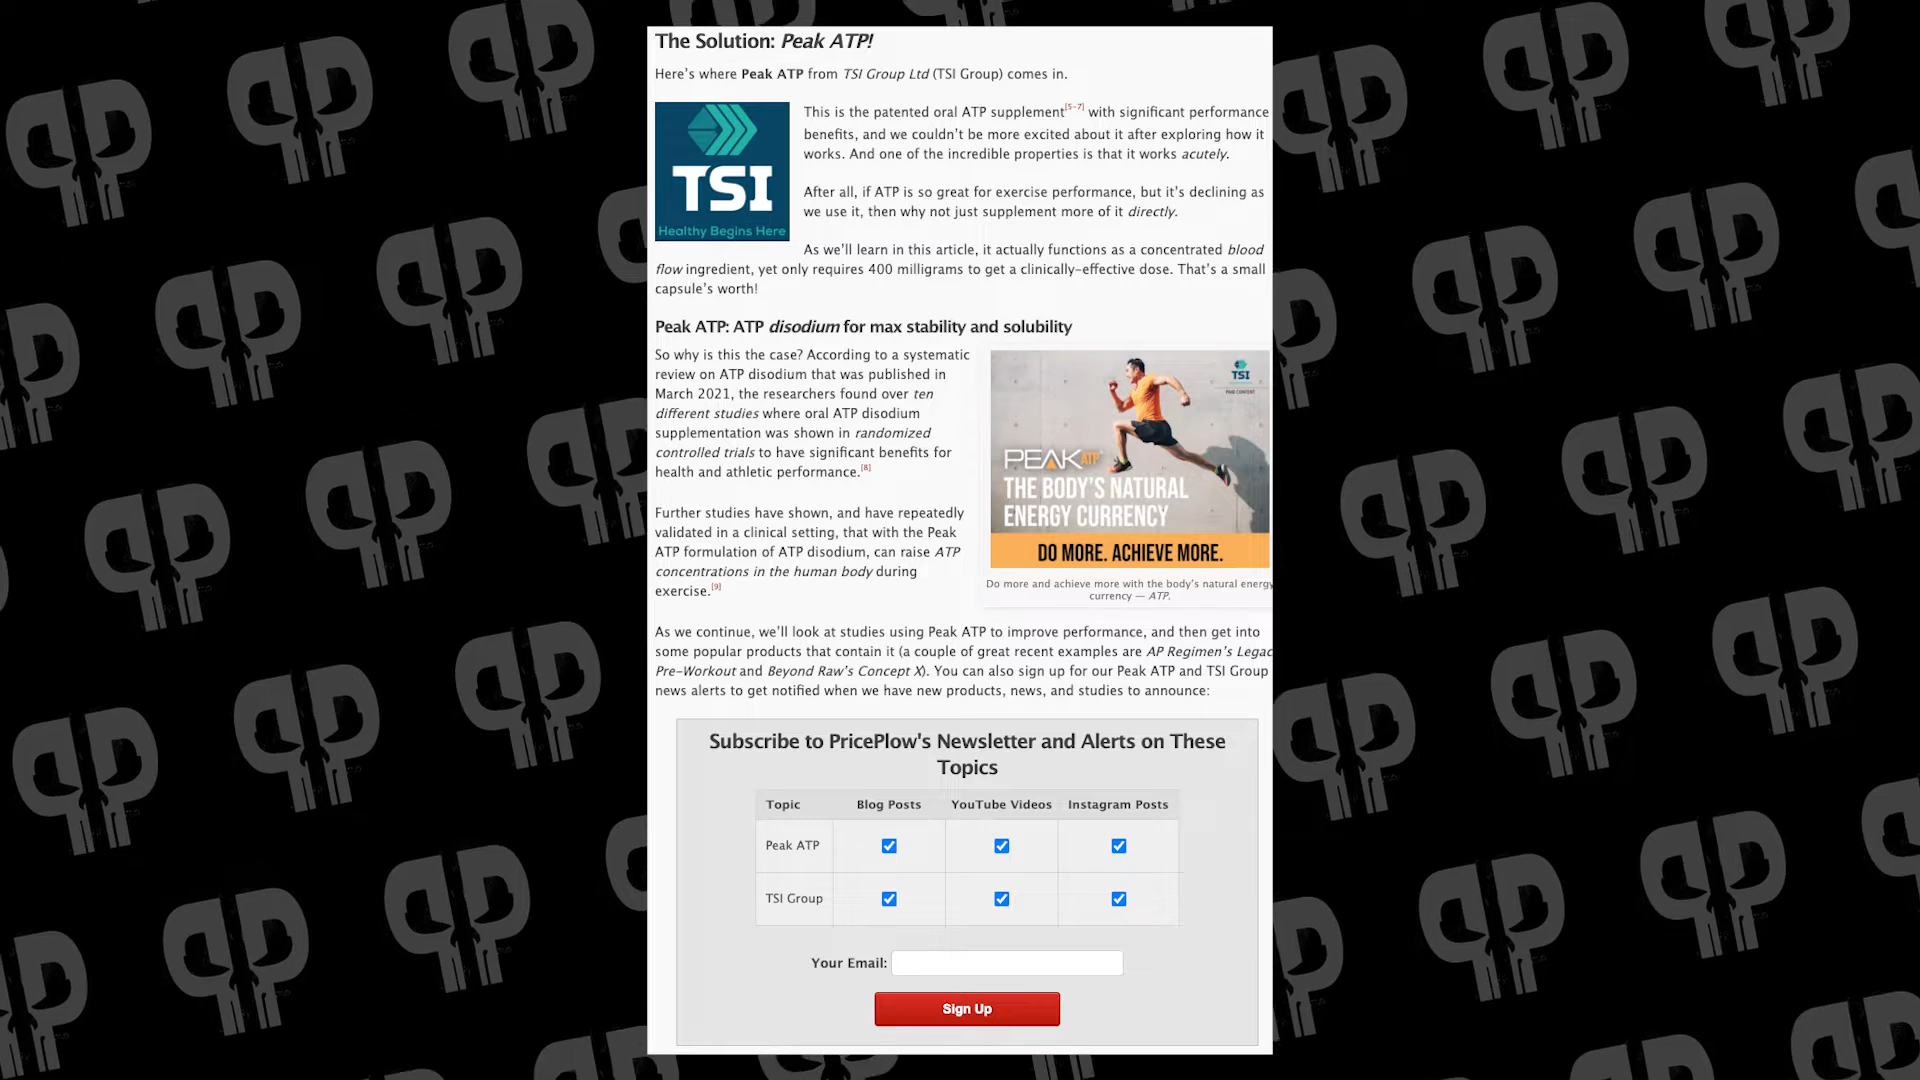 The Solution: Peak ATP!
Here's where Peak ATP from TSI Group Ltd (TSI Group) comes in.
TSI
Healthy Begins Here
This is the patented oral ATP supplement[5-7] with significant performance
benefits, and we couldn't be more excited about it after exploring how it
works. And one of the incredible properties is that it works acutely.
After all, if ATP is so great for exercise performance, but it's declining as
we use it, then why not just supplement more of it directly.
As we'll learn in this article, it actually functions as a concentrated blood
flow ingredient, yet only requires 400 milligrams to get a clinically-effective dose. That's a small
capsule's worth!
Peak ATP: ATP disodium for max stability and solubility
So why is this the case? According to a systematic
review on ATP disodium that was published in
March 2021, the researchers found over ten
different studies where oral ATP disodium
supplementation was shown in randomized
controlled trials to have significant benefits for
health and athletic performance.[8]
Further studies have shown, and have repeatedly
validated in a clinical setting, that with the Peak
ATP formulation of ATP disodium, can raise ATP
concentrations in the human body during
exercise.[9]
TSI
PAID CONTENT
PEAK ATP
THE BODY'S NATURAL
ENERGY CURRENCY
DO MORE. ACHIEVE MORE.
Do more and achieve more with the body's natural energy
currency — ATP.
As we continue, we'll look at studies using Peak ATP to improve performance, and then get into
some popular products that contain it (a couple of great recent examples are AP Regimen's Legac
Pre-Workout and Beyond Raw's Concept X). You can also sign up for our Peak ATP and TSI Group
news alerts to get notified when we have new products, news, and studies to announce:
Subscribe to PricePlow's Newsletter and Alerts on These
Topics
Topic Blog Posts YouTube Videos Instagram Posts
Peak ATP
TSI Group
Your Email:
Sign Up